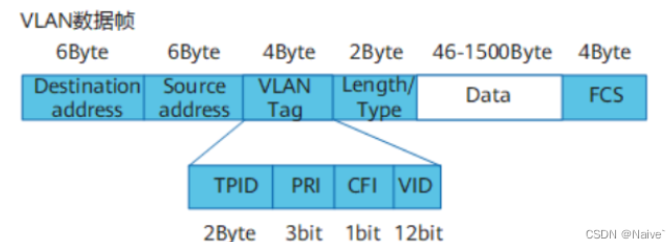 VLAN数据帧
6Byte 6Byte 4Byte 2Byte 46-1500Byte 4Byte
Destination address Source address VLAN Tag Length/Type Data FCS
TPID PRI CFI VID
2Byte 3bit 1bit 12bit
CSDN @Naive`